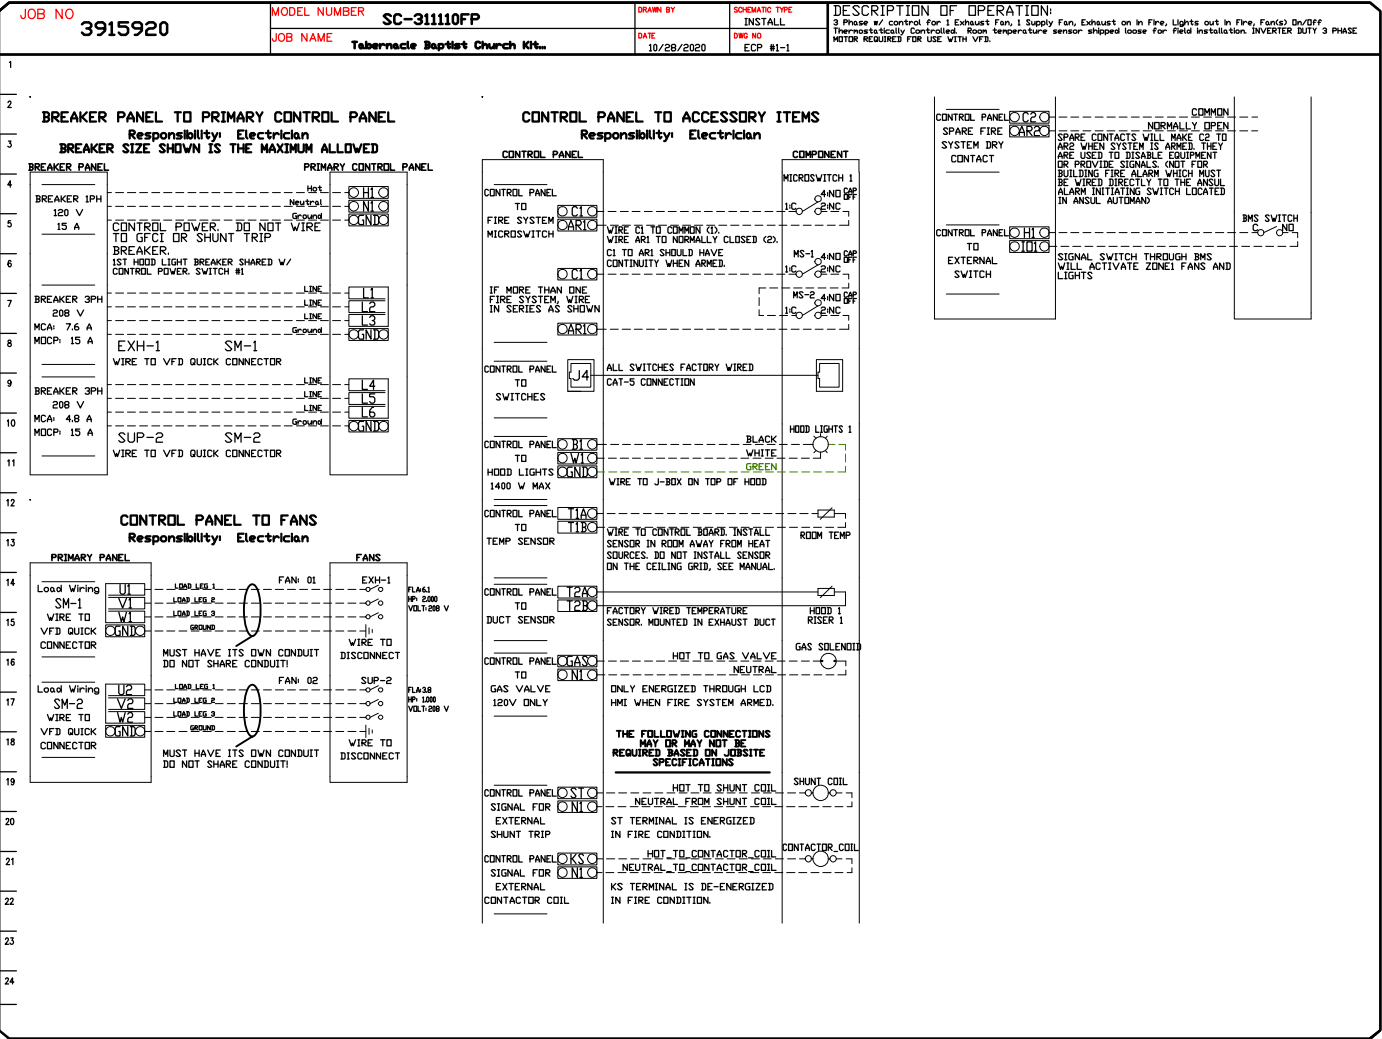 JOB NO
3915920
MODEL NUMBER
SC-311110FP
JOB NAME
Tabernacle Baptist Church Kit...
DRAWN BY
SCHEMATIC TYPE
INSTALL
DATE
10/28/2020
DWG NO
ECP #1-1
DESCRIPTION OF OPERATION:
3 Phase w/ control for 1 Exhaust Fan, 1 Supply Fan, Exhaust on in Fire, Lights out in Fire, Fan(s) On/Off
Thermostatically Controlled. Room temperature sensor shipped loose for field installation. INVERTER DUTY 3 PHASE
MOTOR REQUIRED FOR USE WITH VFD.
1
2
3
4
5
6
7
8
9
10
11
12
13
14
15
16
17
18
19
20
21
22
23
24
BREAKER PANEL TO PRIMARY CONTROL PANEL
Responsibility: Electrician
BREAKER SIZE SHOWN IS THE MAXIMUM ALLOWED
BREAKER PANEL
PRIMARY CONTROL PANEL
BREAKER 1PH
120 V
15 A
Hot
H1
Neutral
N1
Ground
GND
CONTROL POWER. DO NOT WIRE
TO GFCI OR SHUNT TRIP
BREAKER.
1ST HOOD LIGHT BREAKER SHARED W/
CONTROL POWER. SWITCH #1
BREAKER 3PH
208 V
MCA: 7.6 A
MOCP: 15 A
LINE
L1
LINE
L2
LINE
L3
Ground
GND
EXH-1 SM-1
WIRE TO VFD QUICK CONNECTOR
BREAKER 3PH
208 V
MCA: 4.8 A
MOCP: 15 A
LINE
L4
LINE
L5
LINE
L6
Ground
GND
SUP-2 SM-2
WIRE TO VFD QUICK CONNECTOR
CONTROL PANEL TO FANS
Responsibility: Electrician
PRIMARY PANEL
FANS
Load Wiring
SM-1
WIRE TO
VFD QUICK
CONNECTOR
U1
V1
W1
GND
LOAD LEG 1
LOAD LEG 2
LOAD LEG 3
GROUND
FAN: 01
EXH-1
FLA:6.1
HP: 2.000
VOLT:208 V
WIRE TO
DISCONNECT
MUST HAVE ITS OWN CONDUIT
DO NOT SHARE CONDUIT!
Load Wiring
SM-2
WIRE TO
VFD QUICK
CONNECTOR
U2
V2
W2
GND
LOAD LEG 1
LOAD LEG 2
LOAD LEG 3
GROUND
FAN: 02
SUP-2
FLA:3.8
HP: 1.000
VOLT:208 V
WIRE TO
DISCONNECT
MUST HAVE ITS OWN CONDUIT
DO NOT SHARE CONDUIT!
CONTROL PANEL TO ACCESSORY ITEMS
Responsibility: Electrician
CONTROL PANEL
COMPONENT
CONTROL PANEL
TO
FIRE SYSTEM
MICROSWITCH
C1
AR1
MICROSWITCH 1
4:NO CAP OFF
1:C 2:NC
WIRE C1 TO COMMON (1).
WIRE AR1 TO NORMALLY CLOSED (2).
C1 TO AR1 SHOULD HAVE
CONTINUITY WHEN ARMED.
C1
MS-1
4:NO CAP OFF
1:C 2:NC
IF MORE THAN ONE
FIRE SYSTEM, WIRE
IN SERIES AS SHOWN
MS-2
4:NO CAP OFF
1:C 2:NC
AR1
CONTROL PANEL
TO
SWITCHES
J4
ALL SWITCHES FACTORY WIRED
CAT-5 CONNECTION
CONTROL PANEL
TO
HOOD LIGHTS
1400 W MAX
B1
W1
GND
BLACK
WHITE
GREEN
HOOD LIGHTS 1
WIRE TO J-BOX ON TOP OF HOOD
CONTROL PANEL
TO
TEMP SENSOR
T1A
T1B
ROOM TEMP
WIRE TO CONTROL BOARD. INSTALL
SENSOR IN ROOM AWAY FROM HEAT
SOURCES. DO NOT INSTALL SENSOR
ON THE CEILING GRID, SEE MANUAL.
CONTROL PANEL
TO
DUCT SENSOR
T2A
T2B
FACTORY WIRED TEMPERATURE
SENSOR. MOUNTED IN EXHAUST DUCT
HOOD 1
RISER 1
CONTROL PANEL
TO
GAS VALVE
120V ONLY
GAS
N1
HOT TO GAS VALVE
NEUTRAL
GAS SOLENOID
ONLY ENERGIZED THROUGH LCD
HMI WHEN FIRE SYSTEM ARMED.
THE FOLLOWING CONNECTIONS
MAY OR MAY NOT BE
REQUIRED BASED ON JOBSITE
SPECIFICATIONS
CONTROL PANEL
SIGNAL FOR
EXTERNAL
SHUNT TRIP
ST
N1
HOT TO SHUNT COIL
NEUTRAL FROM SHUNT COIL
SHUNT COIL
ST TERMINAL IS ENERGIZED
IN FIRE CONDITION.
CONTROL PANEL
SIGNAL FOR
EXTERNAL
CONTACTOR COIL
KS
N1
HOT TO CONTACTOR COIL
NEUTRAL TO CONTACTOR COIL
CONTACTOR COIL
KS TERMINAL IS DE-ENERGIZED
IN FIRE CONDITION.
CONTROL PANEL
SPARE FIRE
SYSTEM DRY
CONTACT
C2
AR2
COMMON
NORMALLY OPEN
SPARE CONTACTS WILL MAKE C2 TO
AR2 WHEN SYSTEM IS ARMED. THEY
ARE USED TO DISABLE EQUIPMENT
OR PROVIDE SIGNALS. (NOT FOR
BUILDING FIRE ALARM WHICH MUST
BE WIRED DIRECTLY TO THE ANSUL
ALARM INITIATING SWITCH LOCATED
IN ANSUL AUTOMAN)
CONTROL PANEL
TO
EXTERNAL
SWITCH
H1
IO1
BMS SWITCH
C NO
SIGNAL SWITCH THROUGH BMS
WILL ACTIVATE ZONE1 FANS AND
LIGHTS